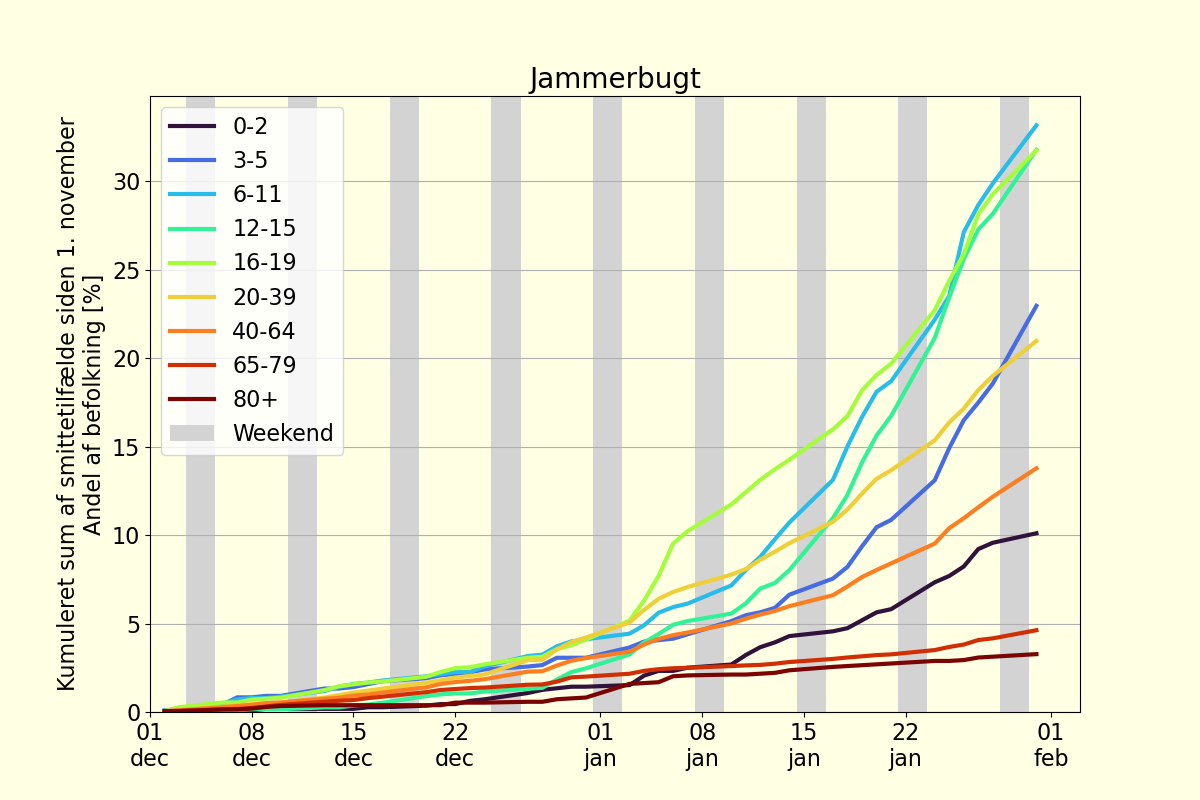 Jammerbugt
Kumuleret sum af smittetilfælde siden 1. november
Andel af befolkning [%]
0-2
3-5
6-11
12-15
16-19
20-39
40-64
65-79
80+
Weekend
30
25
20
15
10
5
0
01 08 15 22 01 08 15 22 01
dec dec dec dec jan jan jan jan feb